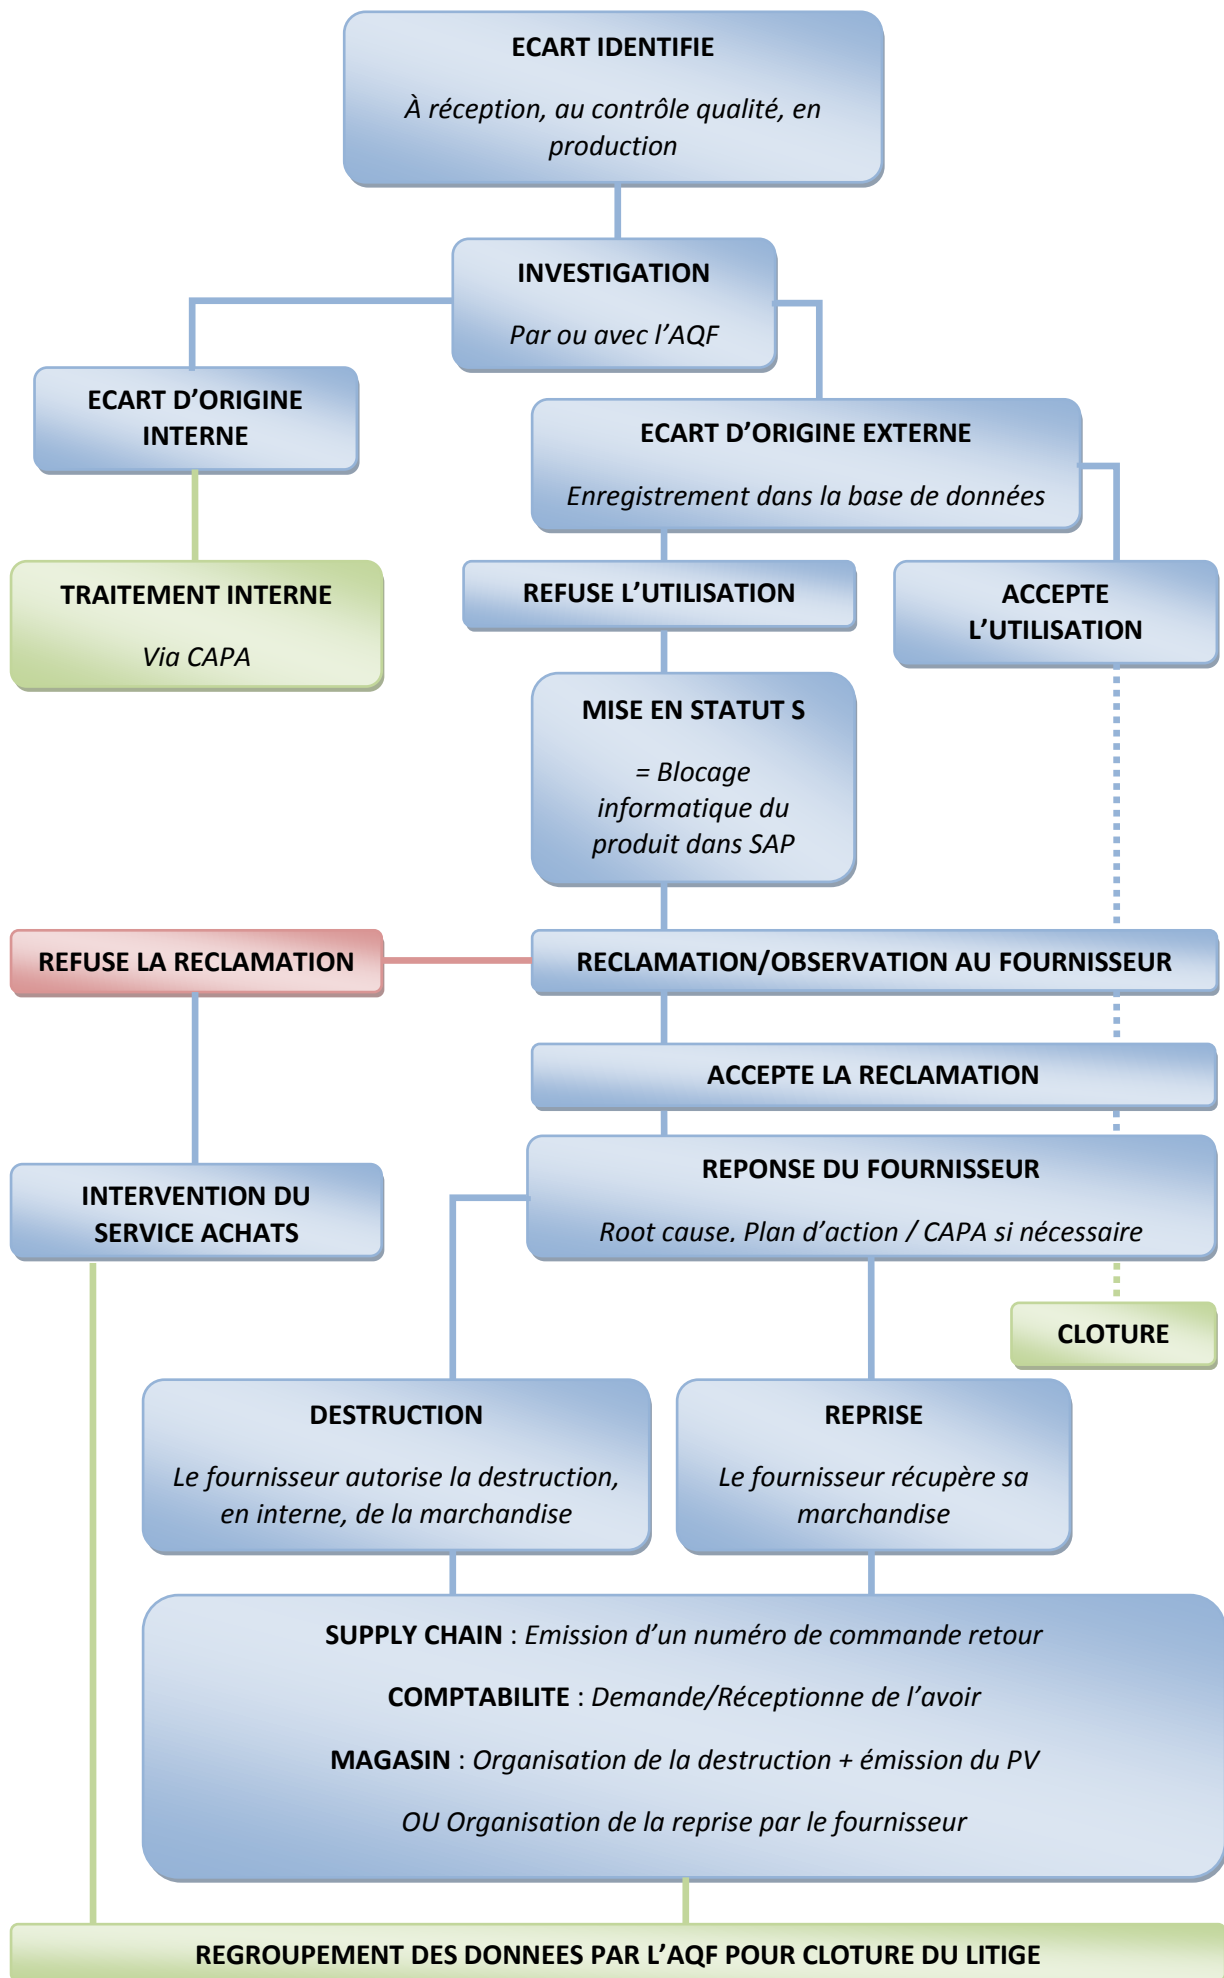 ECART IDENTIFIE
À réception, au contrôle qualité, en
production
INVESTIGATION
Par ou avec l’AQF
ECART D’ORIGINE
INTERNE
ECART D’ORIGINE EXTERNE
Enregistrement dans la base de données
TRAITEMENT INTERNE
Via CAPA
REFUSE L’UTILISATION
ACCEPTE
L’UTILISATION
MISE EN STATUT S
= Blocage
informatique du
produit dans SAP
REFUSE LA RECLAMATION
RECLAMATION/OBSERVATION AU FOURNISSEUR
ACCEPTE LA RECLAMATION
INTERVENTION DU
SERVICE ACHATS
REPONSE DU FOURNISSEUR
Root cause. Plan d’action / CAPA si nécessaire
CLOTURE
DESTRUCTION
Le fournisseur autorise la destruction,
en interne, de la marchandise
REPRISE
Le fournisseur récupère sa
marchandise
SUPPLY CHAIN : Emission d’un numéro de commande retour
COMPTABILITE : Demande/Réceptionne de l’avoir
MAGASIN : Organisation de la destruction + émission du PV
OU Organisation de la reprise par le fournisseur
REGROUPEMENT DES DONNEES PAR L’AQF POUR CLOTURE DU LITIGE